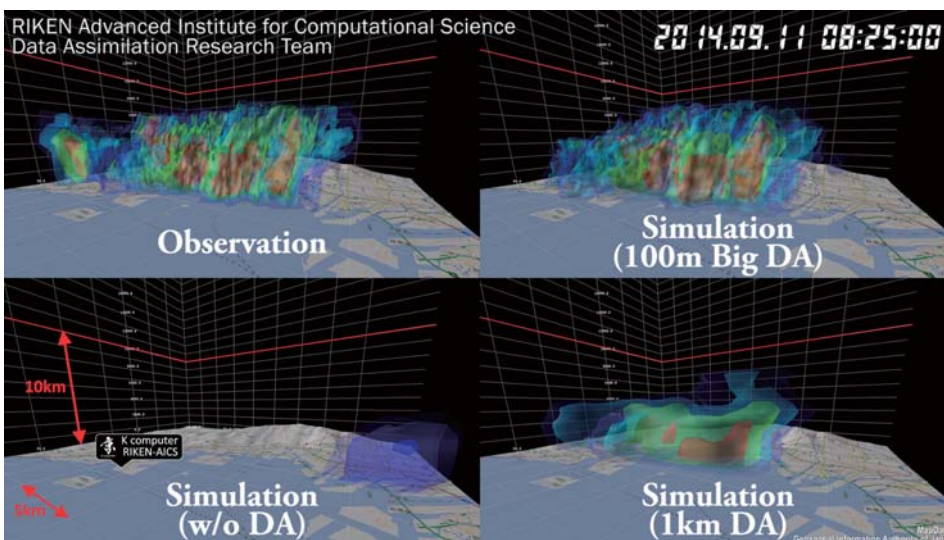 RIKEN Advanced Institute for Computational Science
Data Assimilation Research Team
2014.09.11 08:25:00
Observation
Simulation
(100m Big DA)
10km
K computer
RIKEN-AICS
5km
Simulation
(w/o DA)
Simulation
(1km DA)